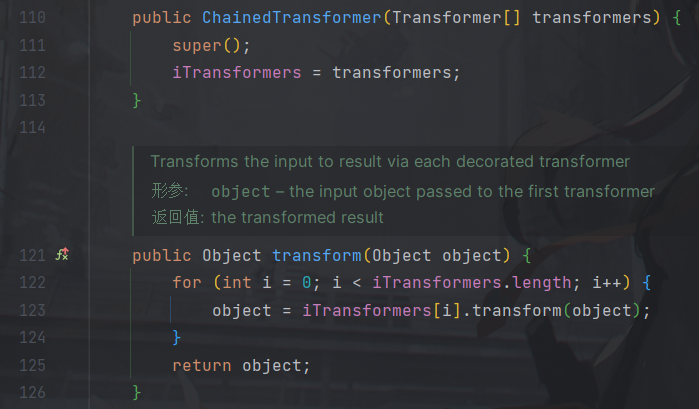 110 public ChainedTransformer(Transformer[] transformers) {
111 super();
112 iTransformers = transformers;
113 }
114
Transforms the input to result via each decorated transformer
形参: object – the input object passed to the first transformer
返回值: the transformed result
121 public Object transform(Object object) {
122 for (int i = 0; i < iTransformers.length; i++) {
123 object = iTransformers[i].transform(object);
124 }
125 return object;
126 }